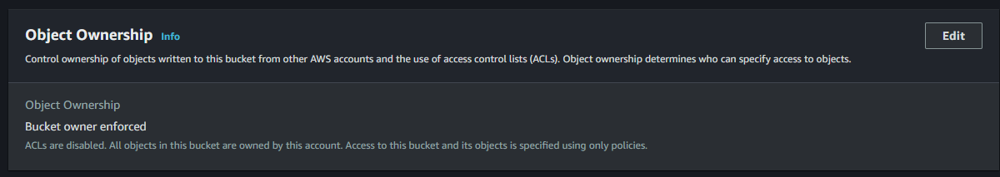 Object Ownership Info
Edit
Control ownership of objects written to this bucket from other AWS accounts and the use of access control lists (ACLs). Object ownership determines who can specify access to objects.
Object Ownership
Bucket owner enforced
ACLs are disabled. All objects in this bucket are owned by this account. Access to this bucket and its objects is specified using only policies.